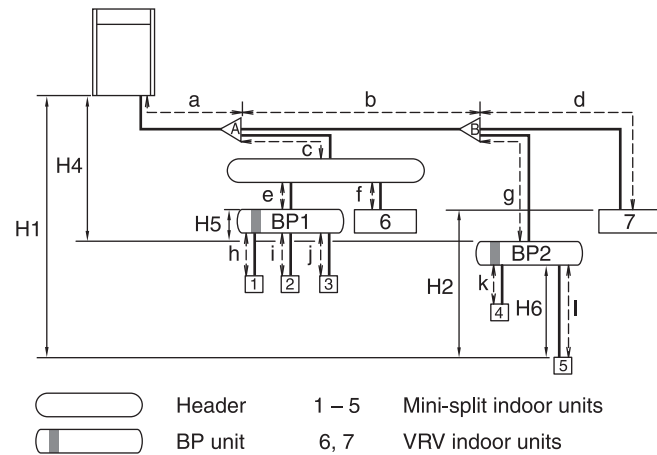 a
b
d
A
B
c
H4
e
f
g
H1
H5
BP1
6
7
h
i
j
BP2
H2
k
H6
l
1
2
3
4
5
Header 1 – 5 Mini-split indoor units
BP unit 6, 7 VRV indoor units